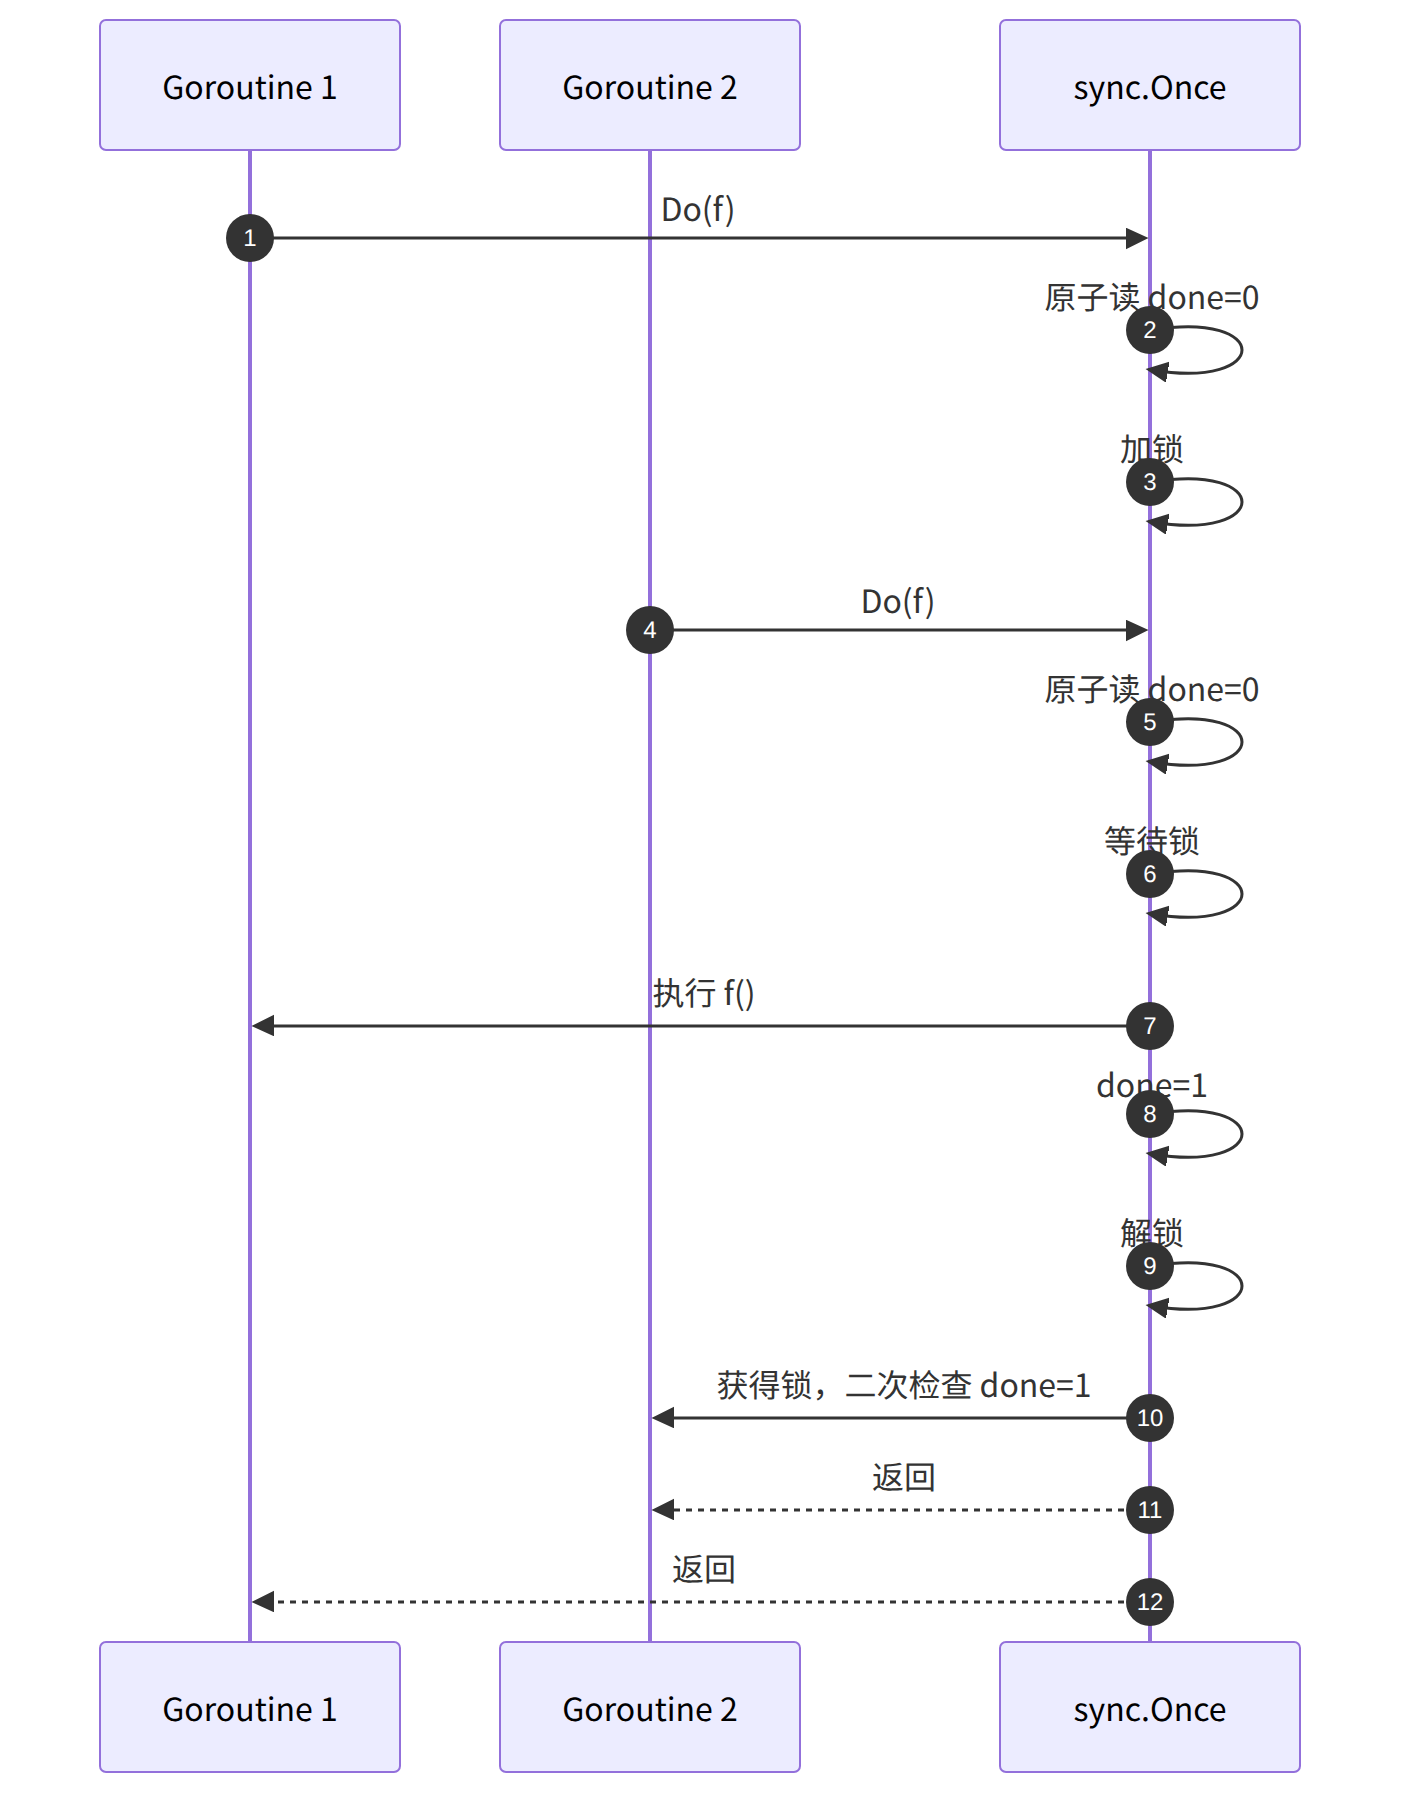 Goroutine 1
Goroutine 2
sync.Once
Do(f)
1
原子读 done=0
2
加锁
3
Do(f)
4
原子读 done=0
5
等待锁
6
执行 f()
7
done=1
8
解锁
9
获得锁，二次检查 done=1
10
返回
11
返回
12
Goroutine 1
Goroutine 2
sync.Once